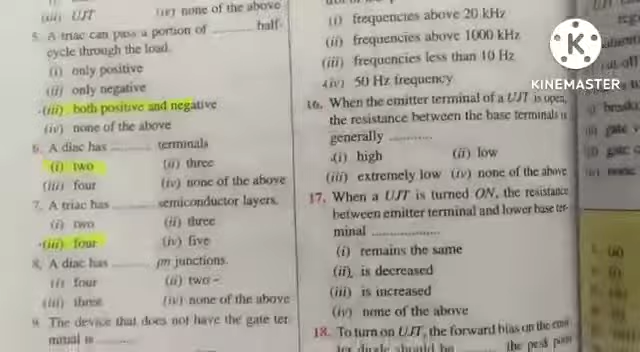 (iii) UJT (iv) none of the above
5. A triac can pass a portion of ........ half-
cycle through the load.
(i) only positive
(ii) only negative
(iii) both positive and negative
(iv) none of the above
6. A diac has ........ terminals
(i) two (ii) three
(iii) four (iv) none of the above
7. A triac has ........ semiconductor layers.
(i) two (ii) three
(iii) four (iv) five
8. A diac has ........ pn junctions.
(i) four (ii) two
(iii) three (iv) none of the above
9. The device that does not have the gate ter-
minal is ........
(i) frequencies above 20 kHz
(ii) frequencies above 1000 kHz
(iii) frequencies less than 10 Hz
(iv) 50 Hz frequency
16. When the emitter terminal of a UJT is open,
the resistance between the base terminals is
generally ........
(i) high (ii) low
(iii) extremely low (iv) none of the above
17. When a UJT is turned ON, the resistance
between emitter terminal and lower base ter-
minal ........
(i) remains the same
(ii) is decreased
(iii) is increased
(iv) none of the above
18. To turn on UJT, the forward bias on the
diode should be ........ the peak point
K
KINEMASTER